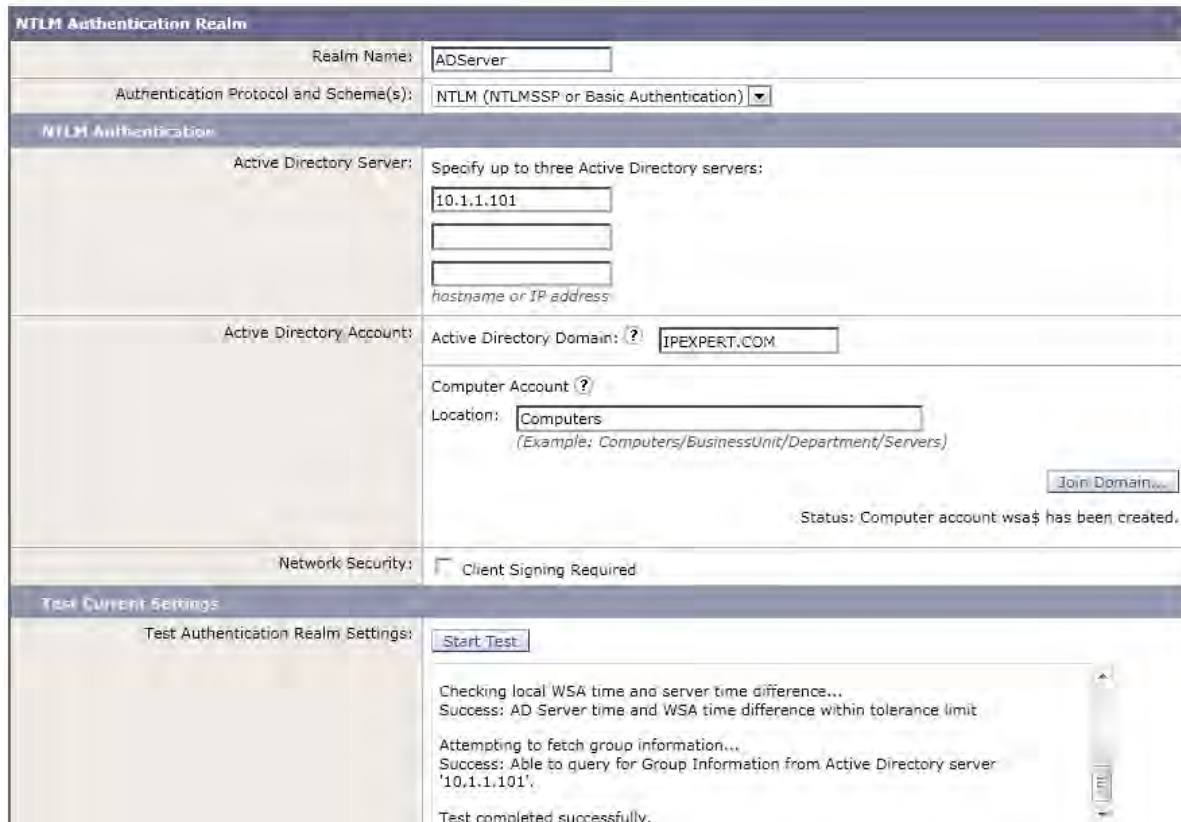 NTLM Authentication Realm
Realm Name: ADServer
Authentication Protocol and Scheme(s): NTLM (NTLMSSP or Basic Authentication)
NTLM Authentication
Active Directory Server: Specify up to three Active Directory servers:
10.1.1.101
hostname or IP address
Active Directory Account: Active Directory Domain: ? IPEXPERT.COM
Computer Account ?
Location: Computers
(Example: Computers/BusinessUnit/Department/Servers)
Join Domain...
Status: Computer account wsa$ has been created.
Network Security: Client Signing Required
Test Current Settings
Test Authentication Realm Settings: Start Test
Checking local WSA time and server time difference...
Success: AD Server time and WSA time difference within tolerance limit
Attempting to fetch group information...
Success: Able to query for Group Information from Active Directory server
'10.1.1.101'.
Test completed successfully.